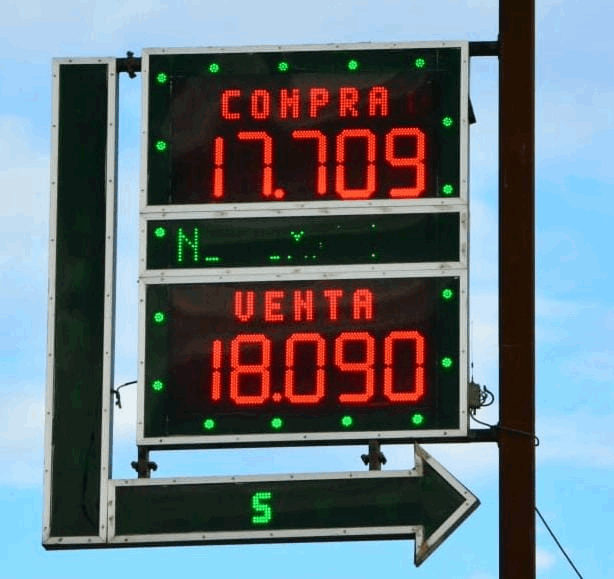 COMPRA
17.709
VENTA
18.090
S